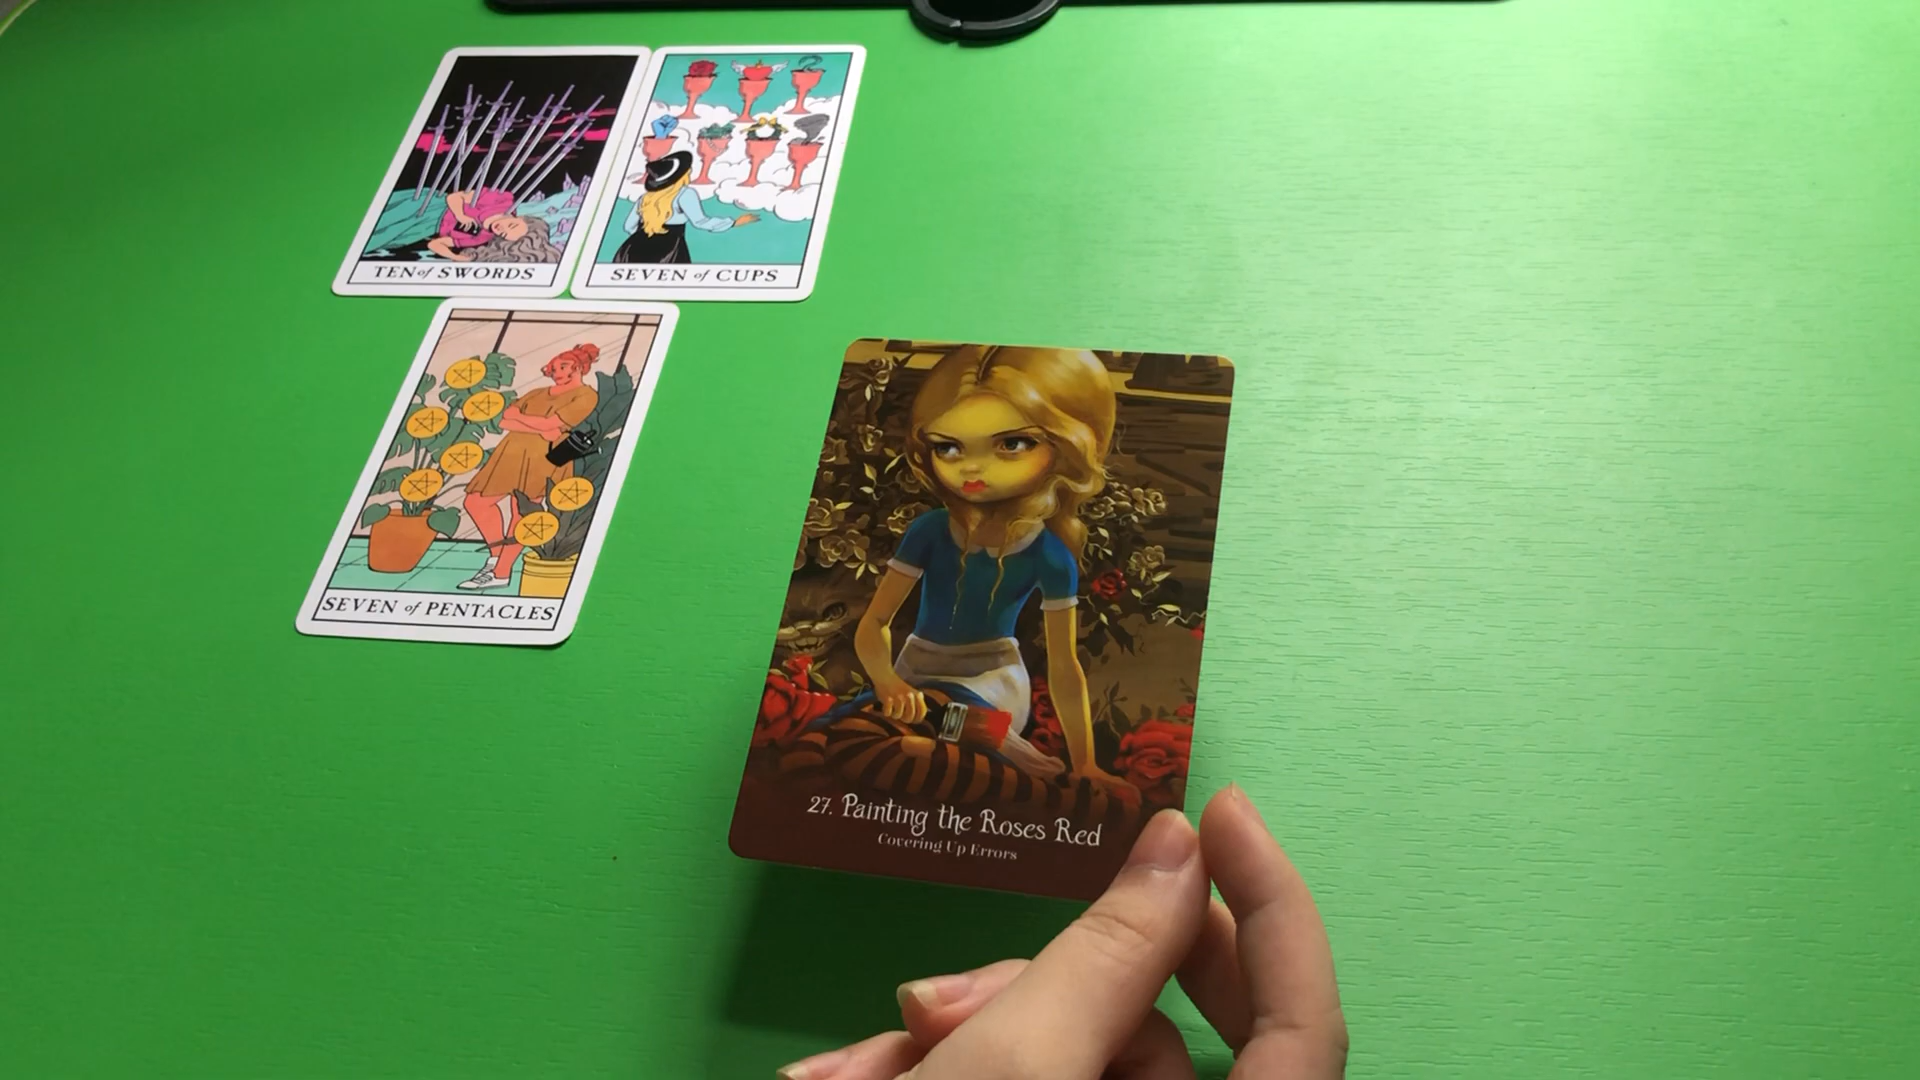 TEN of SWORDS
SEVEN of CUPS
SEVEN of PENTACLES
27. Painting the Roses Red
Covering Up Errors